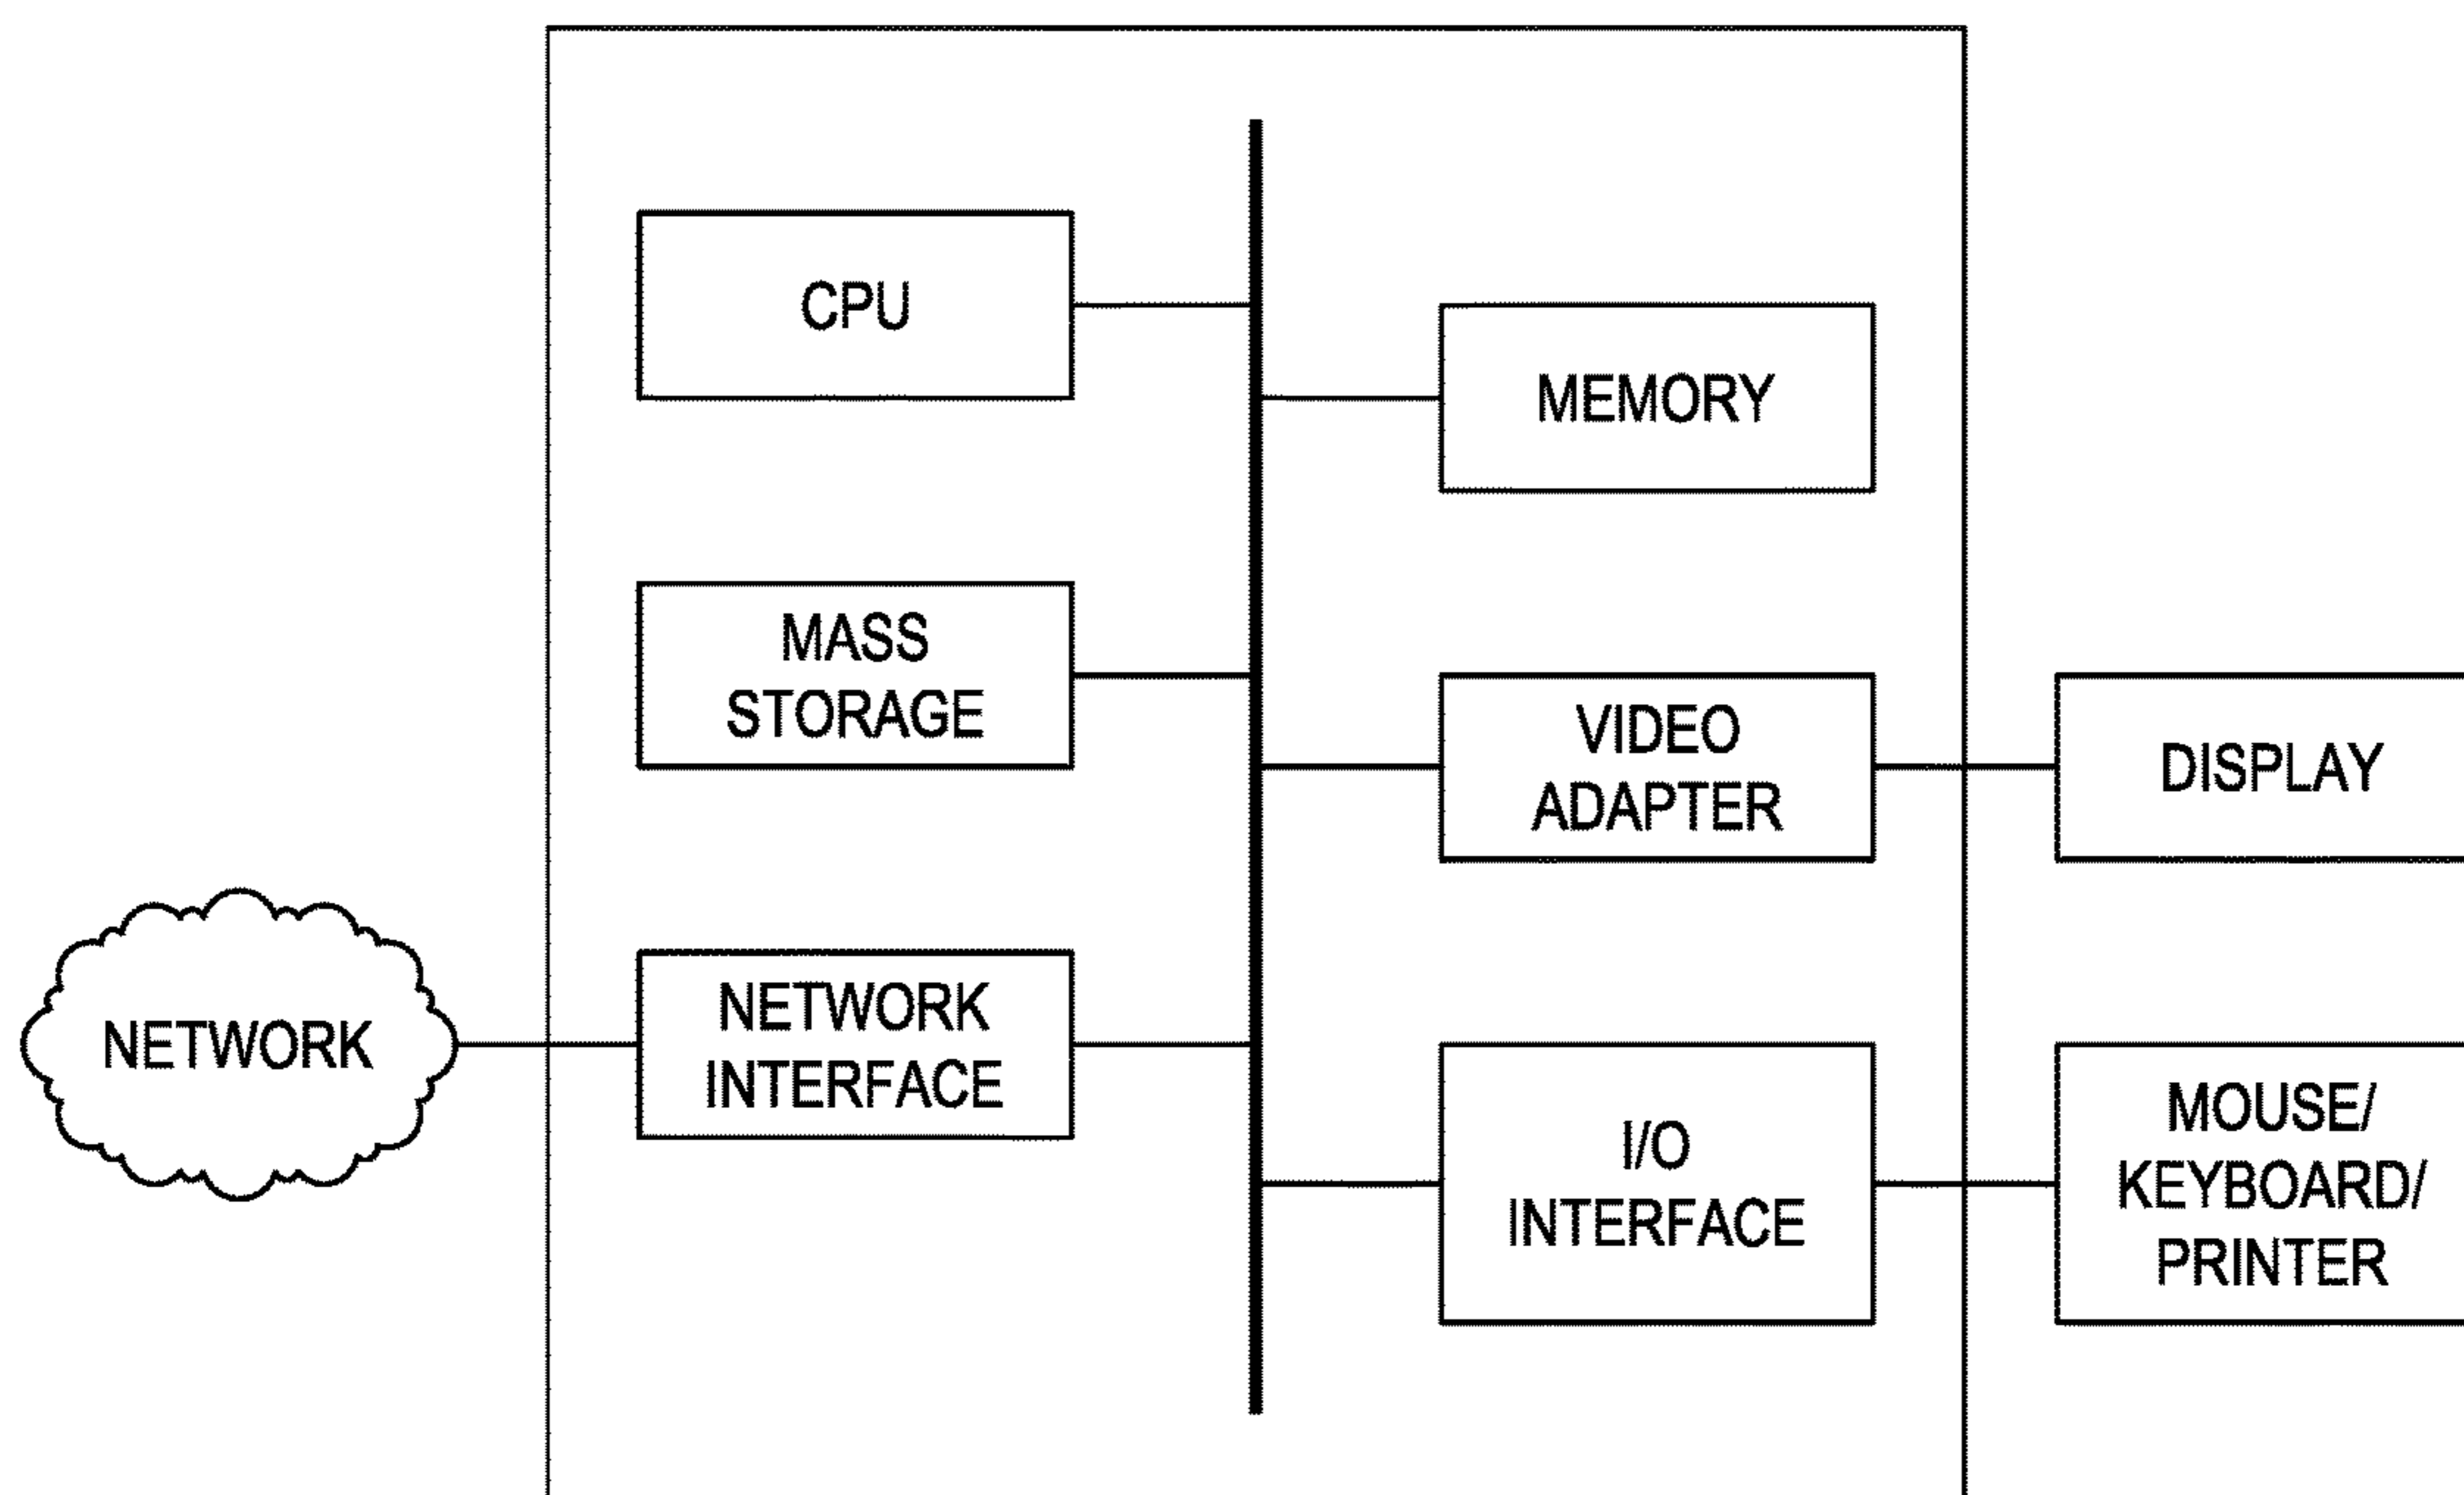 CPU
MEMORY
MASS
STORAGE
VIDEO
ADAPTER
DISPLAY
NETWORK
NETWORK
INTERFACE
I/O
INTERFACE
MOUSE/
KEYBOARD/
PRINTER